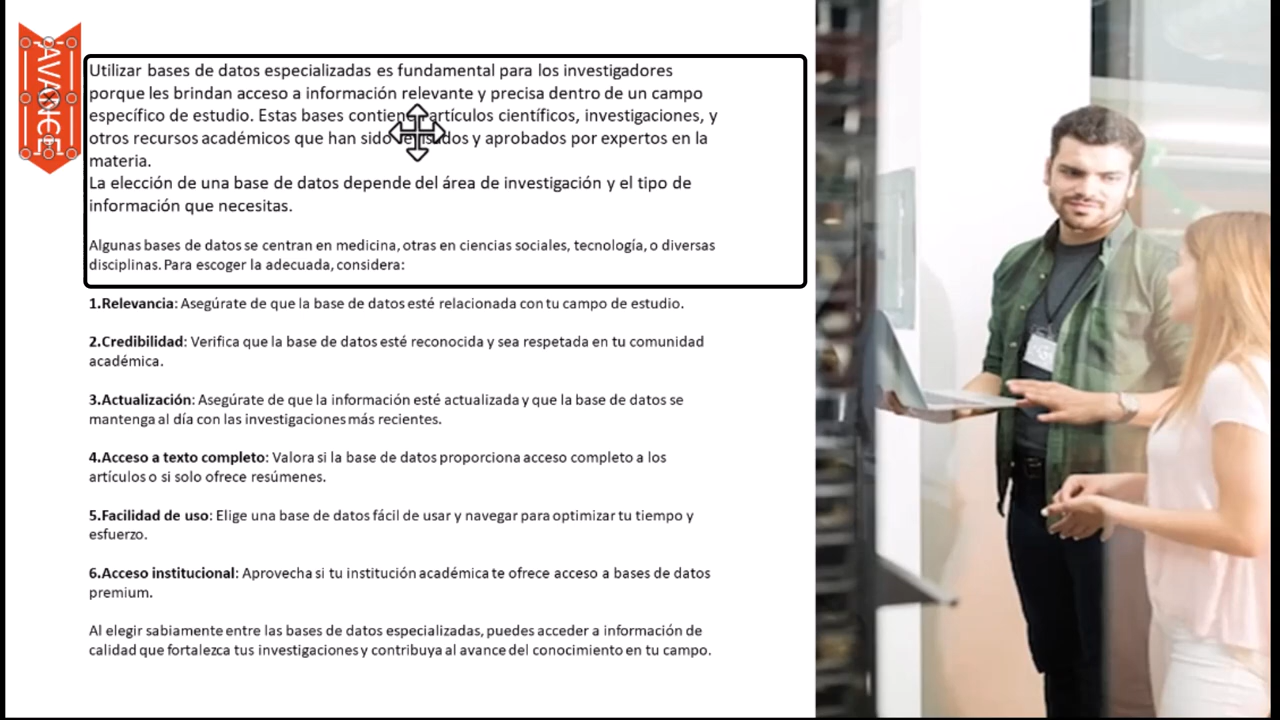 AVANCE
Utilizar bases de datos especializadas es fundamental para los investigadores
porque les brindan acceso a información relevante y precisa dentro de un campo
específico de estudio. Estas bases contienen artículos científicos, investigaciones, y
otros recursos académicos que han sido revisados y aprobados por expertos en la
materia.
La elección de una base de datos depende del área de investigación y el tipo de
información que necesitas.
Algunas bases de datos se centran en medicina, otras en ciencias sociales, tecnología, o diversas
disciplinas. Para escoger la adecuada, considera:
1.Relevancia: Asegúrate de que la base de datos esté relacionada con tu campo de estudio.
2.Credibilidad: Verifica que la base de datos esté reconocida y sea respetada en tu comunidad
académica.
3.Actualización: Asegúrate de que la información esté actualizada y que la base de datos se
mantenga al día con las investigaciones más recientes.
4.Acceso a texto completo: Valora si la base de datos proporciona acceso completo a los
artículos o si solo ofrece resúmenes.
5.Facilidad de uso: Elige una base de datos fácil de usar y navegar para optimizar tu tiempo y
esfuerzo.
6.Acceso institucional: Aprovecha si tu institución académica te ofrece acceso a bases de datos
premium.
Al elegir sabiamente entre las bases de datos especializadas, puedes acceder a información de
calidad que fortalezca tus investigaciones y contribuya al avance del conocimiento en tu campo.